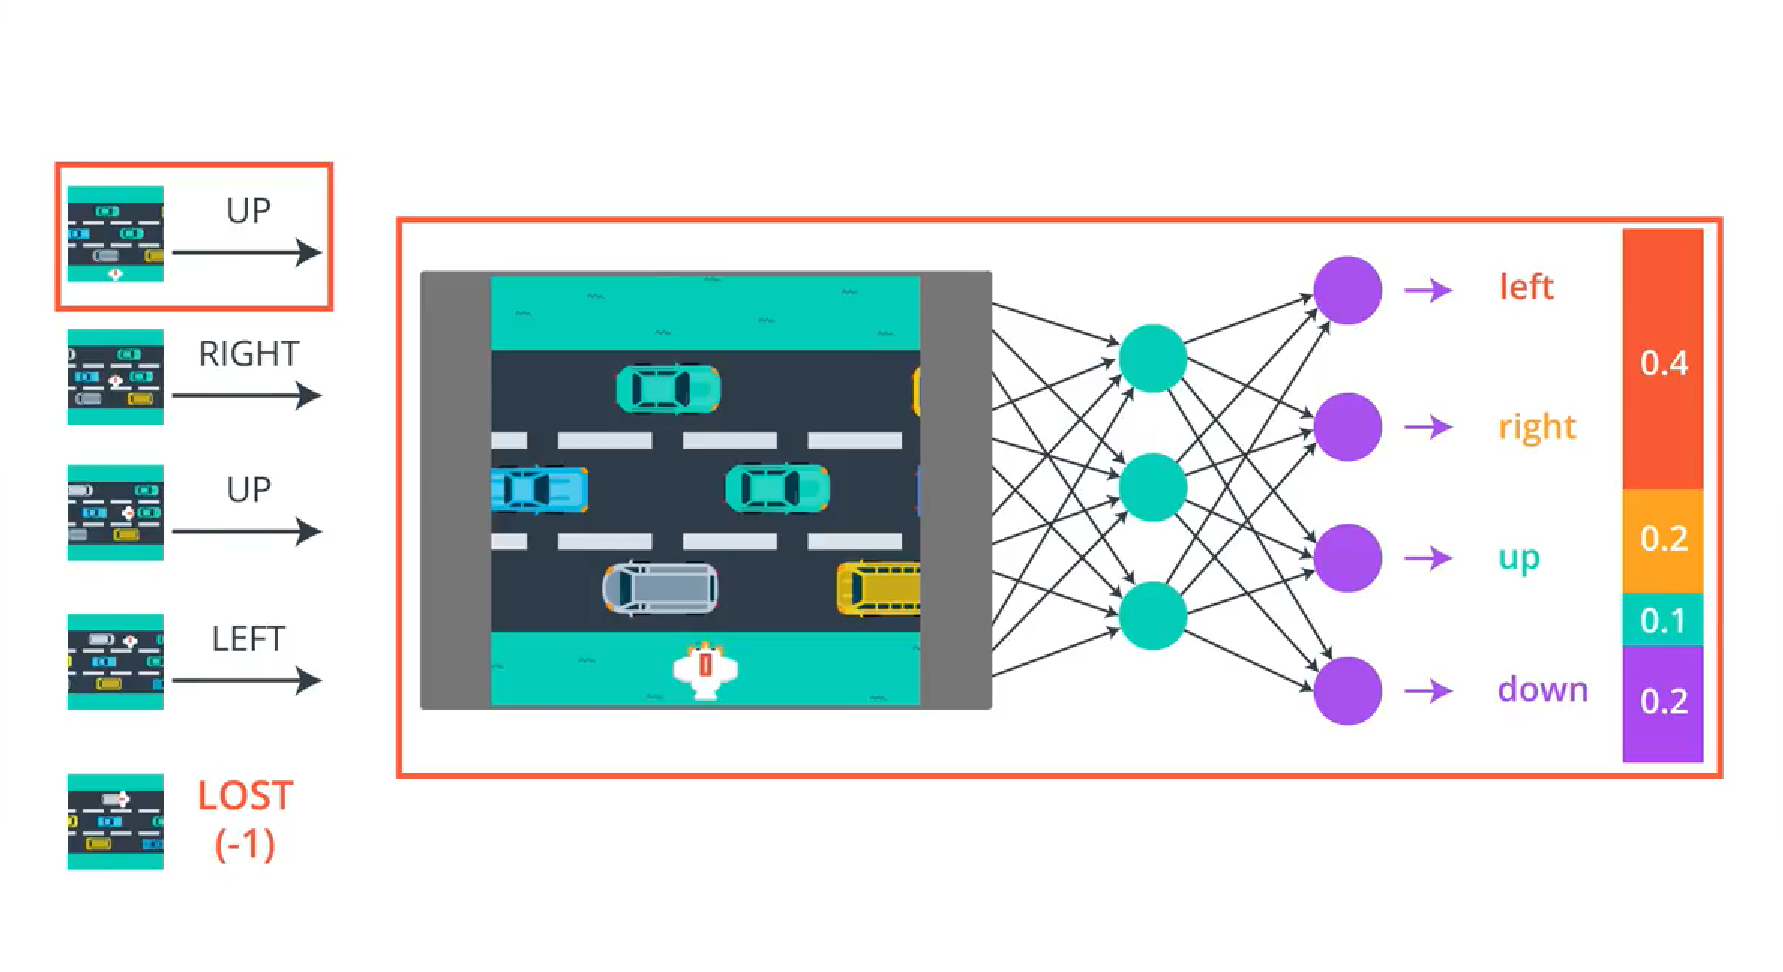 UP
RIGHT
UP
LEFT
LOST
(-1)
left
right
up
down
0.4
0.2
0.1
0.2